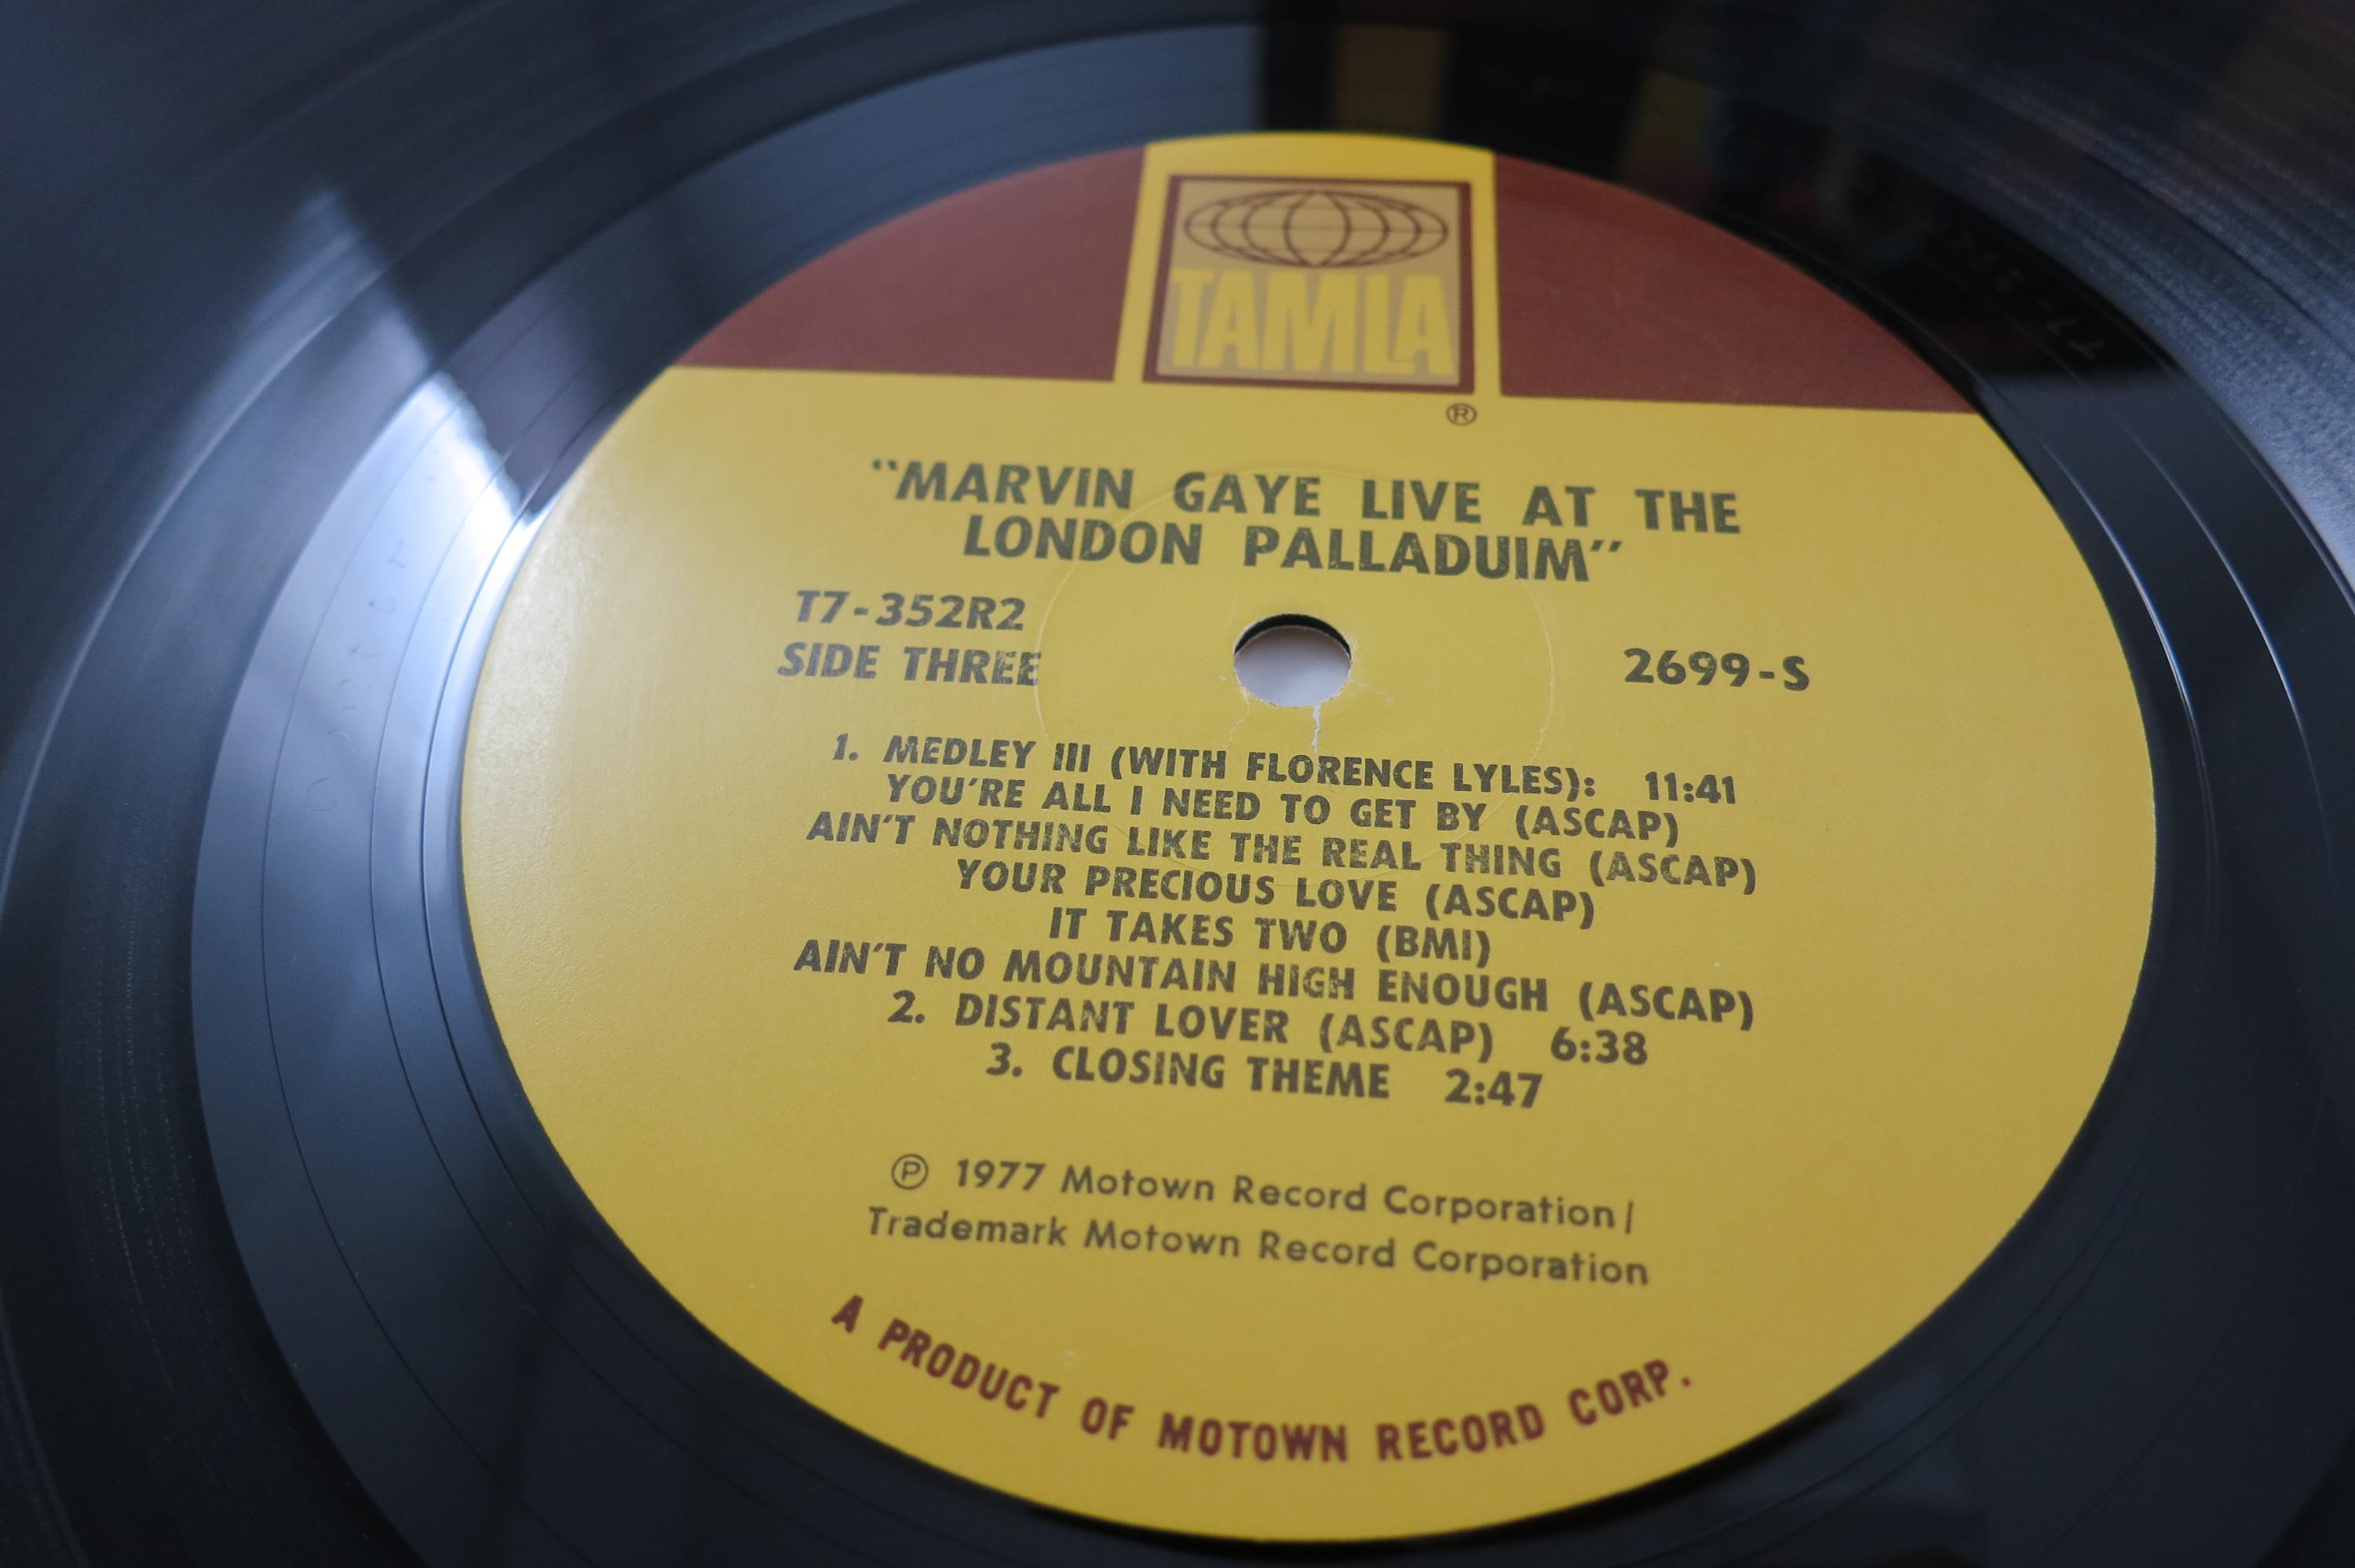 TAMLA
®
"MARVIN GAYE LIVE AT THE
LONDON PALLADUIM"
T7-352R2
SIDE THREE
2699-S
1. MEDLEY III (WITH FLORENCE LYLES): 11:41
YOU'RE ALL I NEED TO GET BY (ASCAP)
AIN'T NOTHING LIKE THE REAL THING (ASCAP)
YOUR PRECIOUS LOVE (ASCAP)
IT TAKES TWO (BMI)
AIN'T NO MOUNTAIN HIGH ENOUGH (ASCAP)
2. DISTANT LOVER (ASCAP) 6:38
3. CLOSING THEME 2:47
℗ 1977 Motown Record Corporation/
Trademark Motown Record Corporation
A PRODUCT OF MOTOWN RECORD CORP.